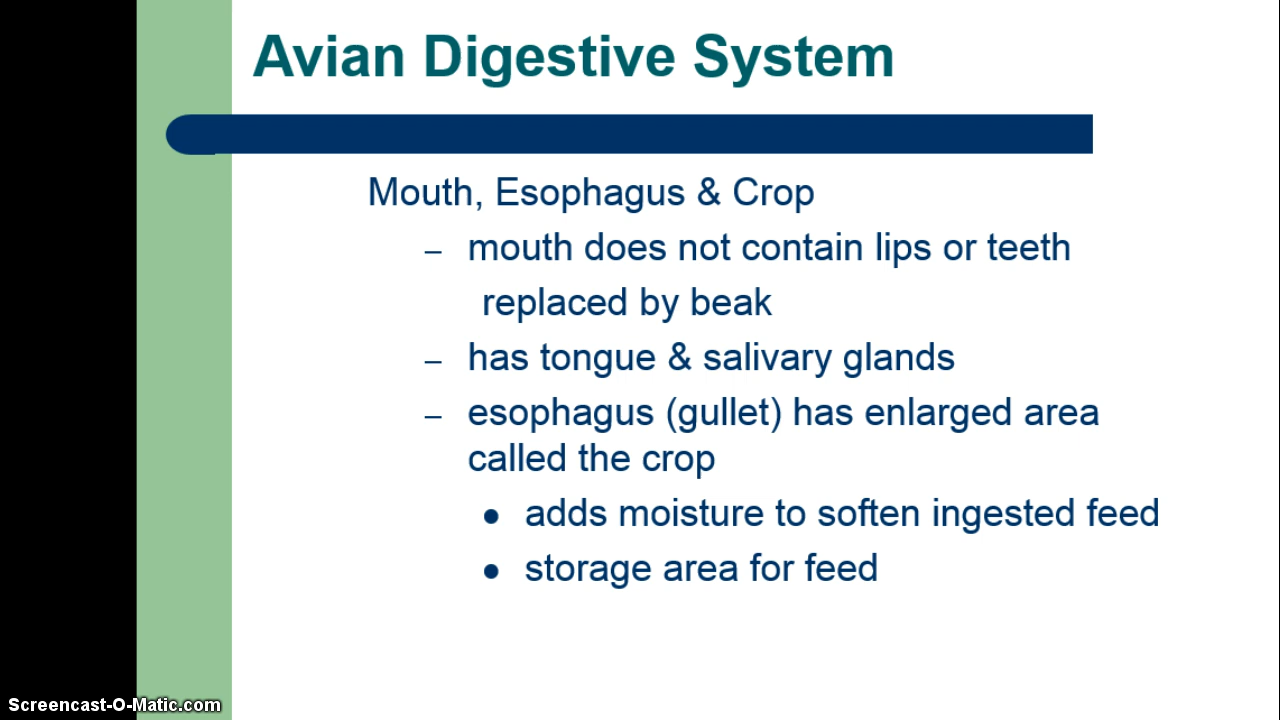 Avian Digestive System
Mouth, Esophagus & Crop
– mouth does not contain lips or teeth
replaced by beak
– has tongue & salivary glands
– esophagus (gullet) has enlarged area
called the crop
● adds moisture to soften ingested feed
● storage area for feed
Screencast-O-Matic.com